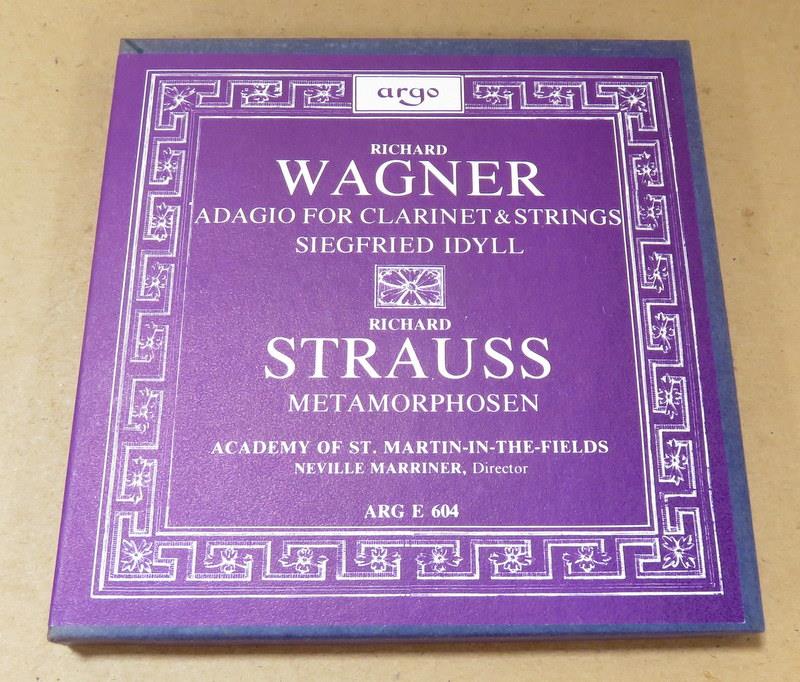 argo
RICHARD
WAGNER
ADAGIO FOR CLARINET & STRINGS
SIEGFRIED IDYLL
RICHARD
STRAUSS
METAMORPHOSEN
ACADEMY OF ST. MARTIN-IN-THE-FIELDS
NEVILLE MARRINER, Director
ARG E 604